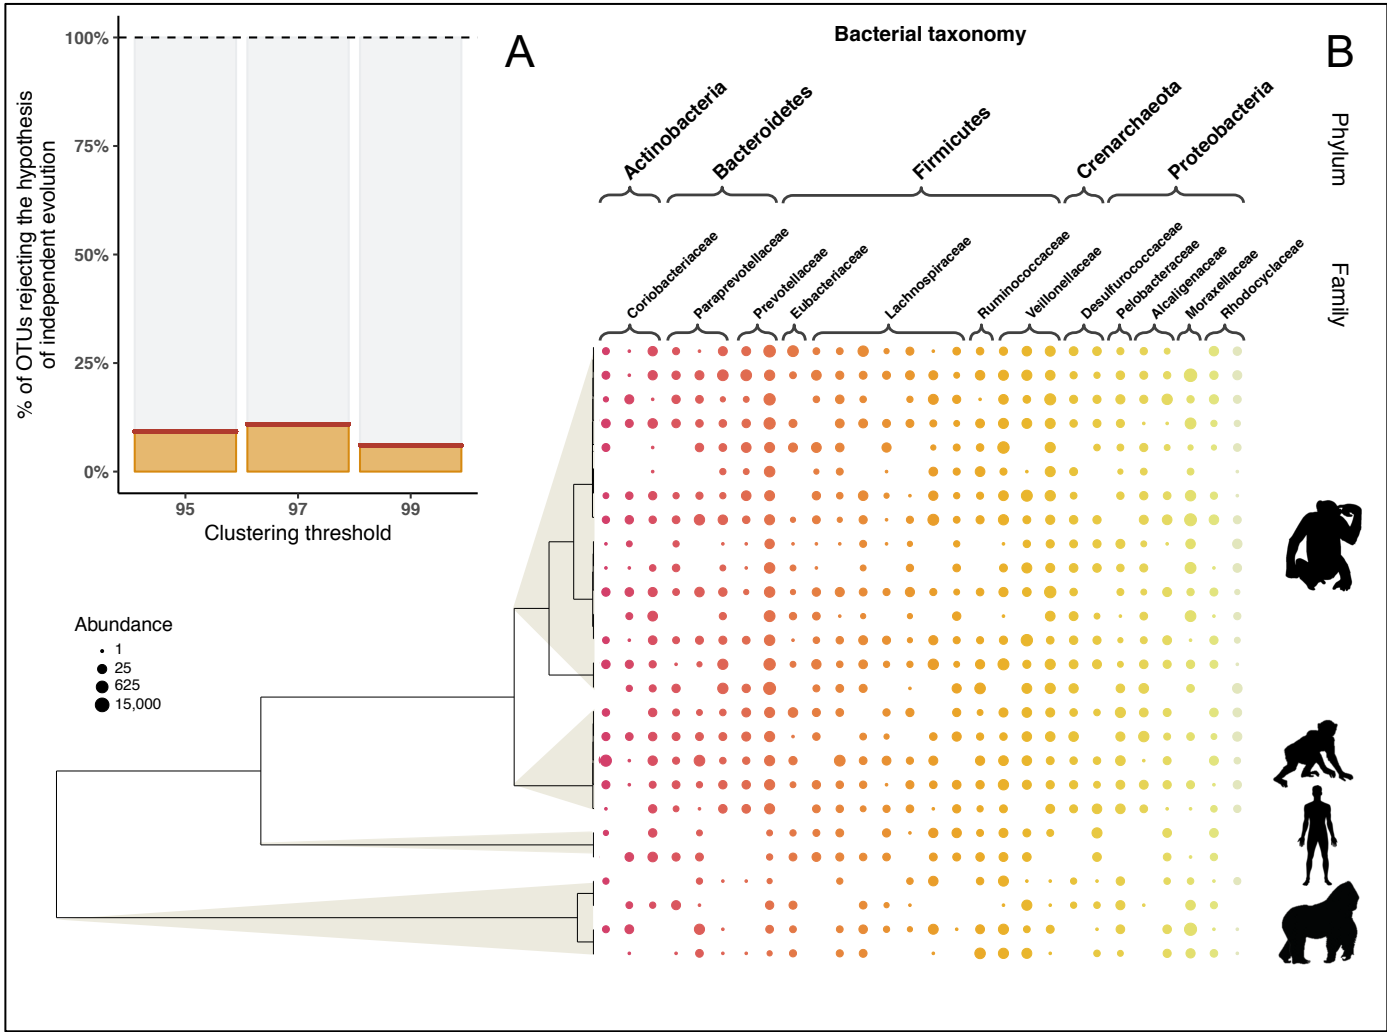 A
Bacterial taxonomy
B
100%
75%
50%
25%
0%
% of OTUs rejecting the hypothesis
of independent evolution
95
97
99
Clustering threshold
Actinobacteria
Bacteroidetes
Firmicutes
Crenarchaeota
Proteobacteria
Phylum
Coriobacteriaceae
Paraprevotellaceae
Prevotellaceae
Eubacteriaceae
Lachnospiraceae
Ruminococcaceae
Veillonellaceae
Desulfurococcaceae
Pelobacteraceae
Alcaligenaceae
Moraxellaceae
Rhodocyclaceae
Family
Abundance
1
25
625
15,000